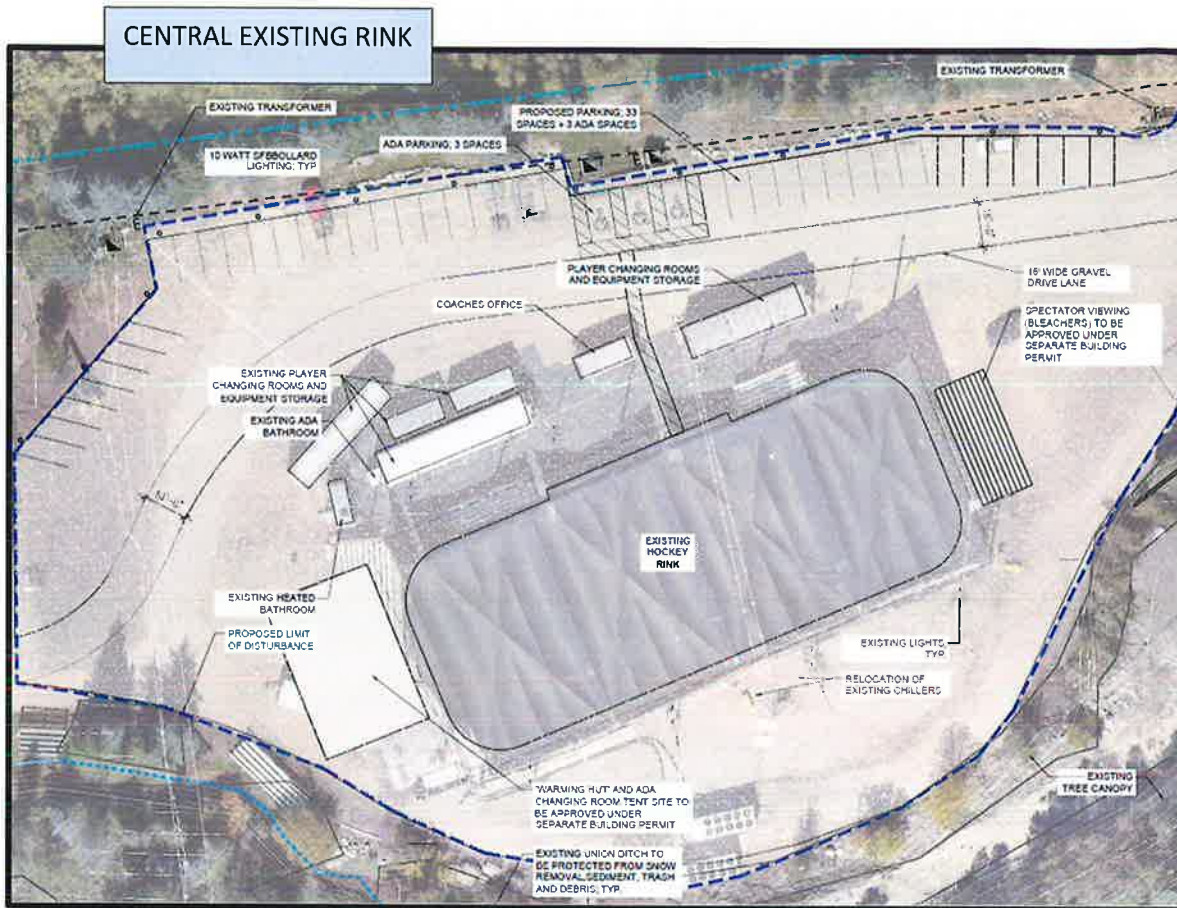 CENTRAL EXISTING RINK
EXISTING TRANSFORMER
EXISTING TRANSFORMER
PROPOSED PARKING, 33
SPACES + 3 ADA SPACES
ADA PARKING, 3 SPACES
LIGHTING, TYP
PLAYER CHANGING ROOMS
AND EQUIPMENT STORAGE
16' WIDE GRAVEL
DRIVE LANE
COACHES OFFICE
SPECTATOR VIEWING
(BLEACHERS) TO BE
APPROVED UNDER
SEPARATE BUILDING
PERMIT
EXISTING PLAYER
CHANGING ROOMS AND
EQUIPMENT STORAGE
EXISTING ADA
BATHROOM
EXISTING
HOCKEY
RINK
EXISTING HEATED
BATHROOM
PROPOSED LIMIT
OF DISTURBANCE
EXISTING LIGHTS,
TYP.
RELOCATION OF
EXISTING CHILLERS
EXISTING
TREE CANOPY
"WARMING HUT" AND ADA
CHANGING ROOM TENT SITE TO
BE APPROVED UNDER
SEPARATE BUILDING PERMIT
EXISTING UNION DITCH TO
BE PROTECTED FROM SNOW
REMOVAL, SEDIMENT, TRASH
AND DEBRIS, TYP.